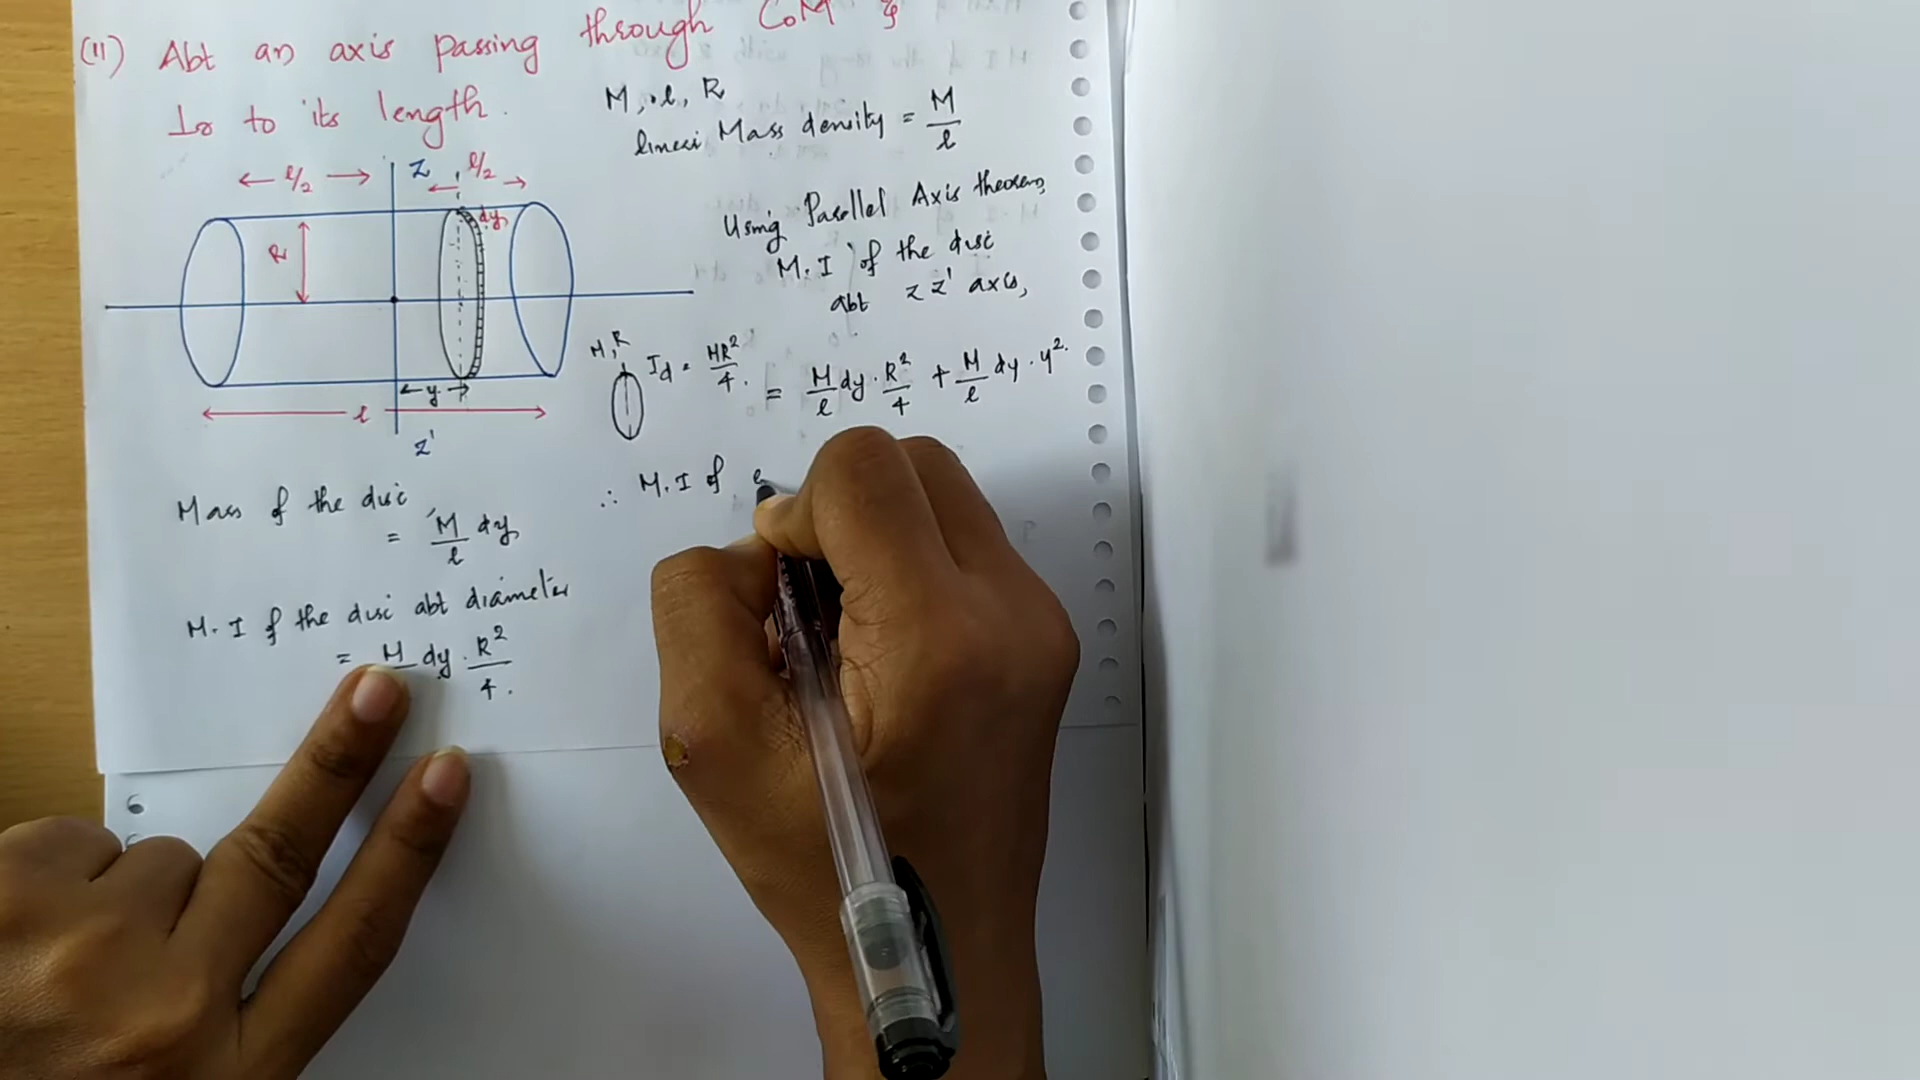 (II) Abt an axis passing through CoM &
⊥r to its length.
M, l, R
linear Mass density = M/l
Z
l/2
l/2
dy
R
y
l
Z'
Using Parallel Axis theorem,
M.I of the disc
abt ZZ' axis,
M, R
Id = MR²/4.
= M/l dy . R²/4 + M/l dy . y².
Mass of the disc
= M/l dy
M.I of the disc abt diameter
= M dy . R²/4.
∴ M.I of e
6